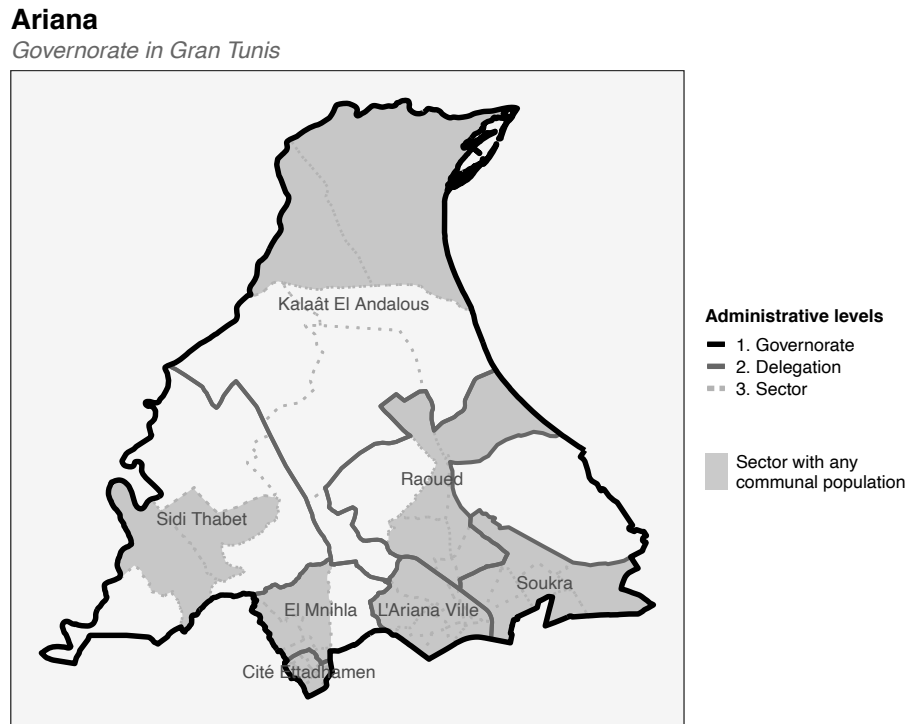 Ariana
Governorate in Gran Tunis
Kalaât El Andalous
Raoued
Sidi Thabet
Soukra
El Mnihla
L'Ariana Ville
Cité Ettadhamen
Administrative levels
1. Governorate
2. Delegation
3. Sector
Sector with any
communal population